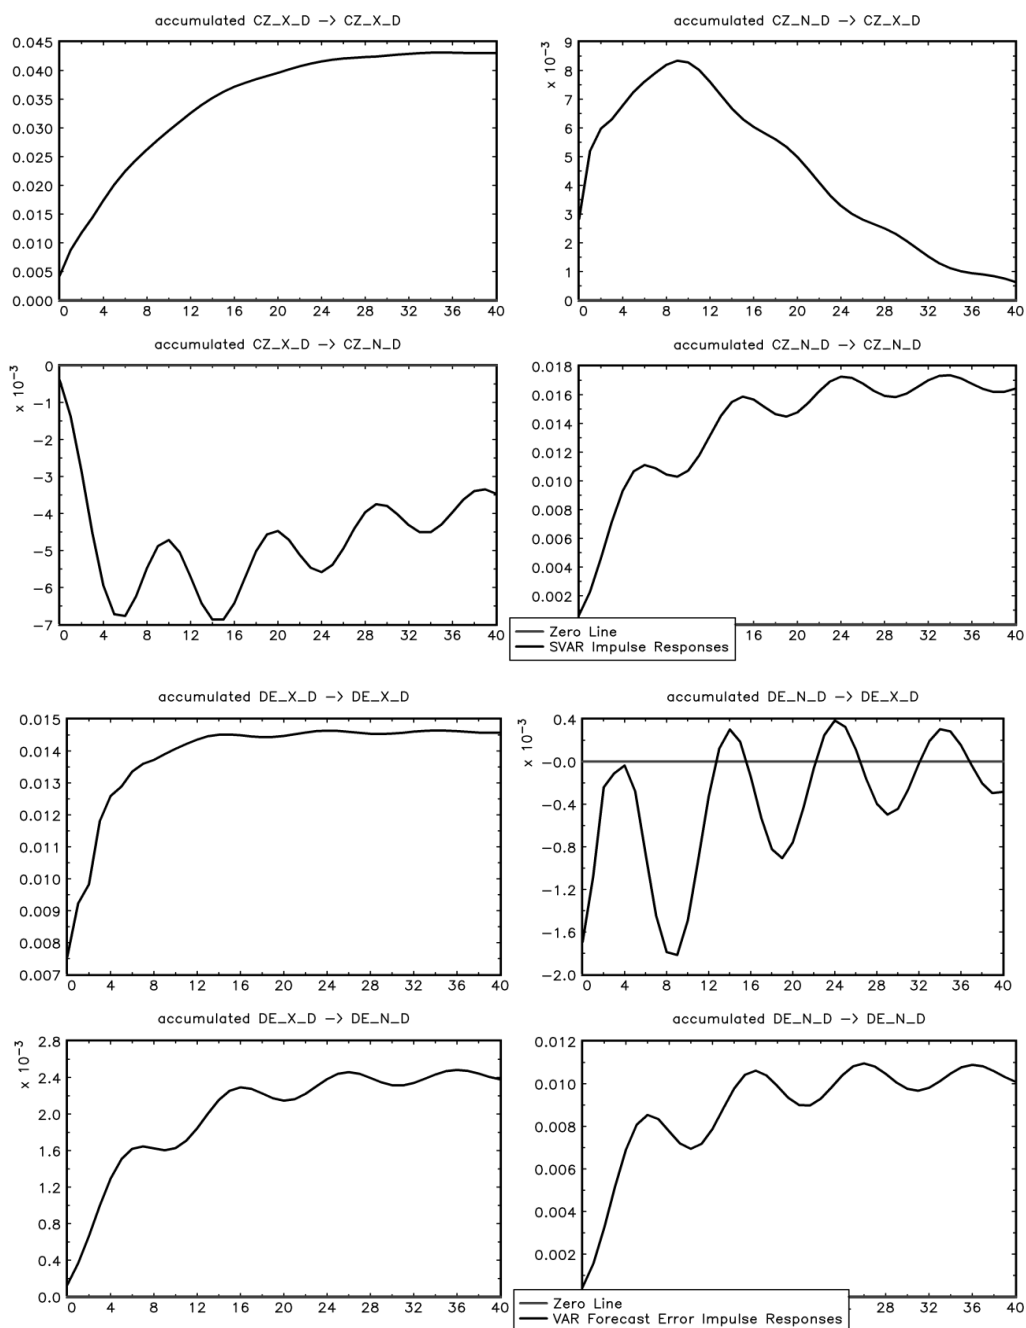 accumulated CZ_X_D -> CZ_X_D
0.045
0.040
0.035
0.030
0.025
0.020
0.015
0.010
0.005
0.000
0 4 8 12 16 20 24 28 32 36 40
accumulated CZ_N_D -> CZ_X_D
x 10⁻³
9
8
7
6
5
4
3
2
1
0
0 4 8 12 16 20 24 28 32 36 40
accumulated CZ_X_D -> CZ_N_D
x 10⁻³
0
-1
-2
-3
-4
-5
-6
-7
0 4 8 12 16 20 24 28 32 36 40
accumulated CZ_N_D -> CZ_N_D
0.018
0.016
0.014
0.012
0.010
0.008
0.006
0.004
0.002
16 20 24 28 32 36 40
Zero Line
SVAR Impulse Responses
accumulated DE_X_D -> DE_X_D
0.015
0.014
0.013
0.012
0.011
0.010
0.009
0.008
0.007
0 4 8 12 16 20 24 28 32 36 40
accumulated DE_N_D -> DE_X_D
x 10⁻³
0.4
-0.0
-0.4
-0.8
-1.2
-1.6
-2.0
0 4 8 12 16 20 24 28 32 36 40
accumulated DE_X_D -> DE_N_D
x 10⁻³
2.8
2.4
2.0
1.6
1.2
0.8
0.4
0.0
0 4 8 12 16 20 24 28 32 36 40
accumulated DE_N_D -> DE_N_D
0.012
0.010
0.008
0.006
0.004
0.002
28 32 36 40
Zero Line
VAR Forecast Error Impulse Responses